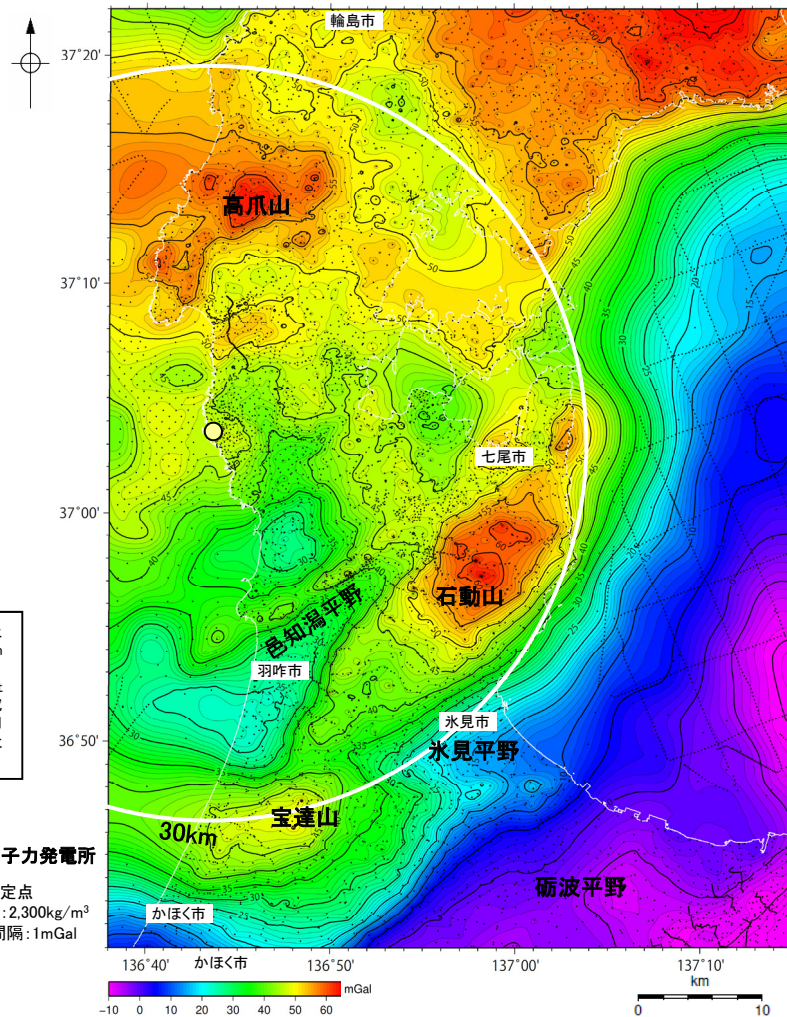 輪島市
37°20'
高爪山
37°10'
七尾市
37°00'
石動山
邑知潟平野
羽咋市
36°50'
氷見市
氷見平野
宝達山
30km
子力発電所
定点
:2,300kg/m³
間隔:1mGal
砺波平野
かほく市
かほく市
136°40'
136°50'
137°00'
137°10'
-10 0 10 20 30 40 50 60 mGal
km
0 10